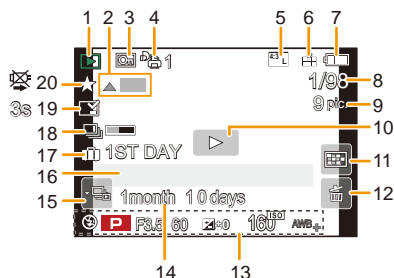 1 2 3 4 5 6 7
1 4:3 L
20 1/98 8
3s 19 9 pic 9
18 10
17 1ST DAY 11
16
15 1month 10days 12
P F3.5 60 ±0 160 ISO AWB
14 13